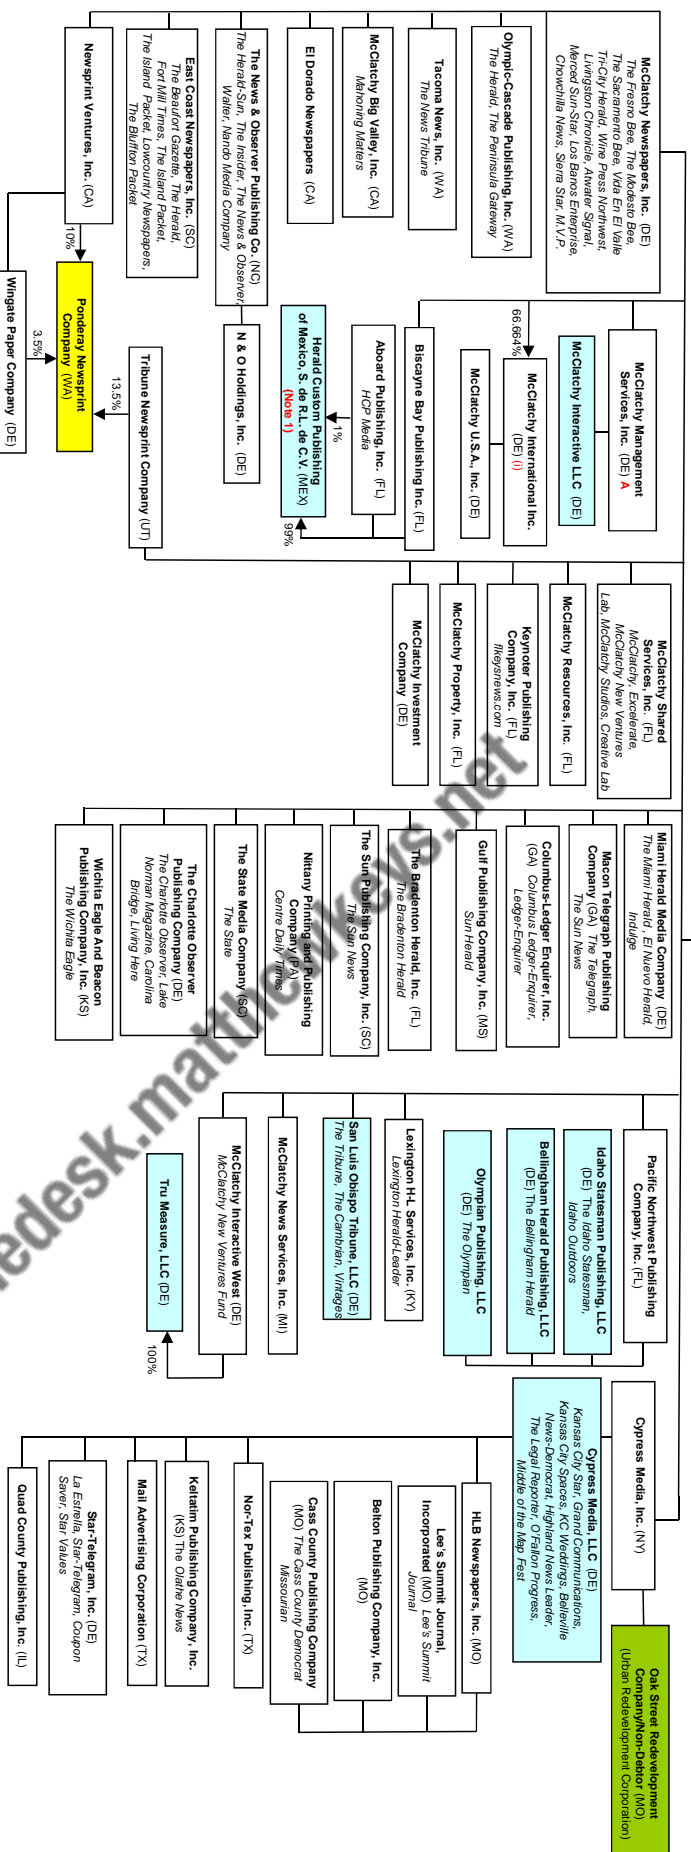 McClatchy Newspapers, Inc. (DE)
The Fresno Bee, The Modesto Bee,
The Sacramento Bee, Vida En El Valle
Tri-City Herald, Wine Press Northwest,
Livingston Chronicle, Atwater Signal,
Merced Sun-Star, Los Banos Enterprise,
Chowchilla News, Sierra Star, M.V.P.
Olympic-Cascade Publishing, Inc. (WA)
The Herald, The Peninsula Gateway
Tacoma News, Inc. (WA)
The News Tribune
McClatchy Big Valley, Inc. (CA)
Mahoning Matters
El Dorado Newspapers (CA)
The News & Observer Publishing Co. (NC)
The Herald-Sun, The Insider, The News & Observer,
Walter, Nando Media Company
East Coast Newspapers, Inc. (SC)
The Beaufort Gazette, The Herald,
Fort Mill Times, The Island Packet,
The Island Packet, Lowcountry Newspapers,
The Bluffton Packet
Newsprint Ventures, Inc. (CA)
McClatchy Management
Services, Inc. (DE) A
McClatchy Interactive LLC (DE)
66.664%
McClatchy International Inc.
(DE) (i)
McClatchy U.S.A., Inc. (DE)
Biscayne Bay Publishing Inc. (FL)
Aboard Publishing, Inc. (FL)
HCP Media
1%
99%
Herald Custom Publishing
of Mexico, S. de R.L. de C.V. (MEX)
(Note 1)
N & O Holdings, Inc. (DE)
Tribune Newsprint Company (UT)
13.5%
10%
Ponderay Newsprint
Company (WA)
3.5%
Wingate Paper Company (DE)
McClatchy Shared
Services, Inc. (FL)
McClatchy, Excelerate,
McClatchy New Ventures
Lab, McClatchy Studios, Creative Lab
McClatchy Resources, Inc. (FL)
Keynoter Publishing
Company, Inc. (FL)
flkeysnews.com
McClatchy Property, Inc. (FL)
McClatchy Investment
Company (DE)
Miami Herald Media Company (DE)
The Miami Herald, El Nuevo Herald,
Indulge
Macon Telegraph Publishing
Company (GA) The Telegraph,
The Sun News
Columbus-Ledger Enquirer, Inc.
(GA) Columbus Ledger-Enquirer,
Ledger-Enquirer
Gulf Publishing Company, Inc. (MS)
Sun Herald
The Bradenton Herald, Inc. (FL)
The Bradenton Herald
The Sun Publishing Company, Inc. (SC)
The Sun News
Nittany Printing and Publishing
Company (PA)
Centre Daily Times
The State Media Company (SC)
The State
The Charlotte Observer
Publishing Company (DE)
The Charlotte Observer, Lake
Norman Magazine, Carolina
Bridge, Living Here
Wichita Eagle And Beacon
Publishing Company, Inc. (KS)
The Wichita Eagle
Pacific Northwest Publishing
Company, Inc. (FL)
Idaho Statesman Publishing, LLC
(DE) The Idaho Statesman,
Idaho Outdoors
Bellingham Herald Publishing, LLC
(DE) The Bellingham Herald
Olympian Publishing, LLC
(DE) The Olympian
Lexington H-L Services, Inc. (KY)
Lexington Herald-Leader
San Luis Obispo Tribune, LLC (DE)
The Tribune, The Cambrian, Vintages
McClatchy News Services, Inc. (MI)
McClatchy Interactive West (DE)
McClatchy New Ventures Fund
100%
Tru Measure, LLC (DE)
Cypress Media, Inc. (NY)
Oak Street Redevelopment
Company/Non-Debtor (MO)
(Urban Redevelopment Corporation)
Cypress Media, LLC (DE)
Kansas City Star, Grand Communications,
Kansas City Spaces, KC Weddings, Belleville
News-Democrat, Highland News Leader,
The Legal Reporter, O'Fallon Progress,
Middle of the Map Fest
HLB Newspapers, Inc. (MO)
Lee's Summit Journal,
Incorporated (MO) Lee's Summit
Journal
Belton Publishing Company, Inc.
(MO)
Cass County Publishing Company
(MO) The Cass County Democrat
Missourian
Nor-Tex Publishing, Inc. (TX)
Keltatim Publishing Company, Inc.
(KS) The Olathe News
Mail Advertising Corporation (TX)
Star-Telegram, Inc. (DE)
La Estrella, Star-Telegram, Coupon
Saver, Star Values
Quad County Publishing, Inc. (IL)
edesk.matthewkeys.net